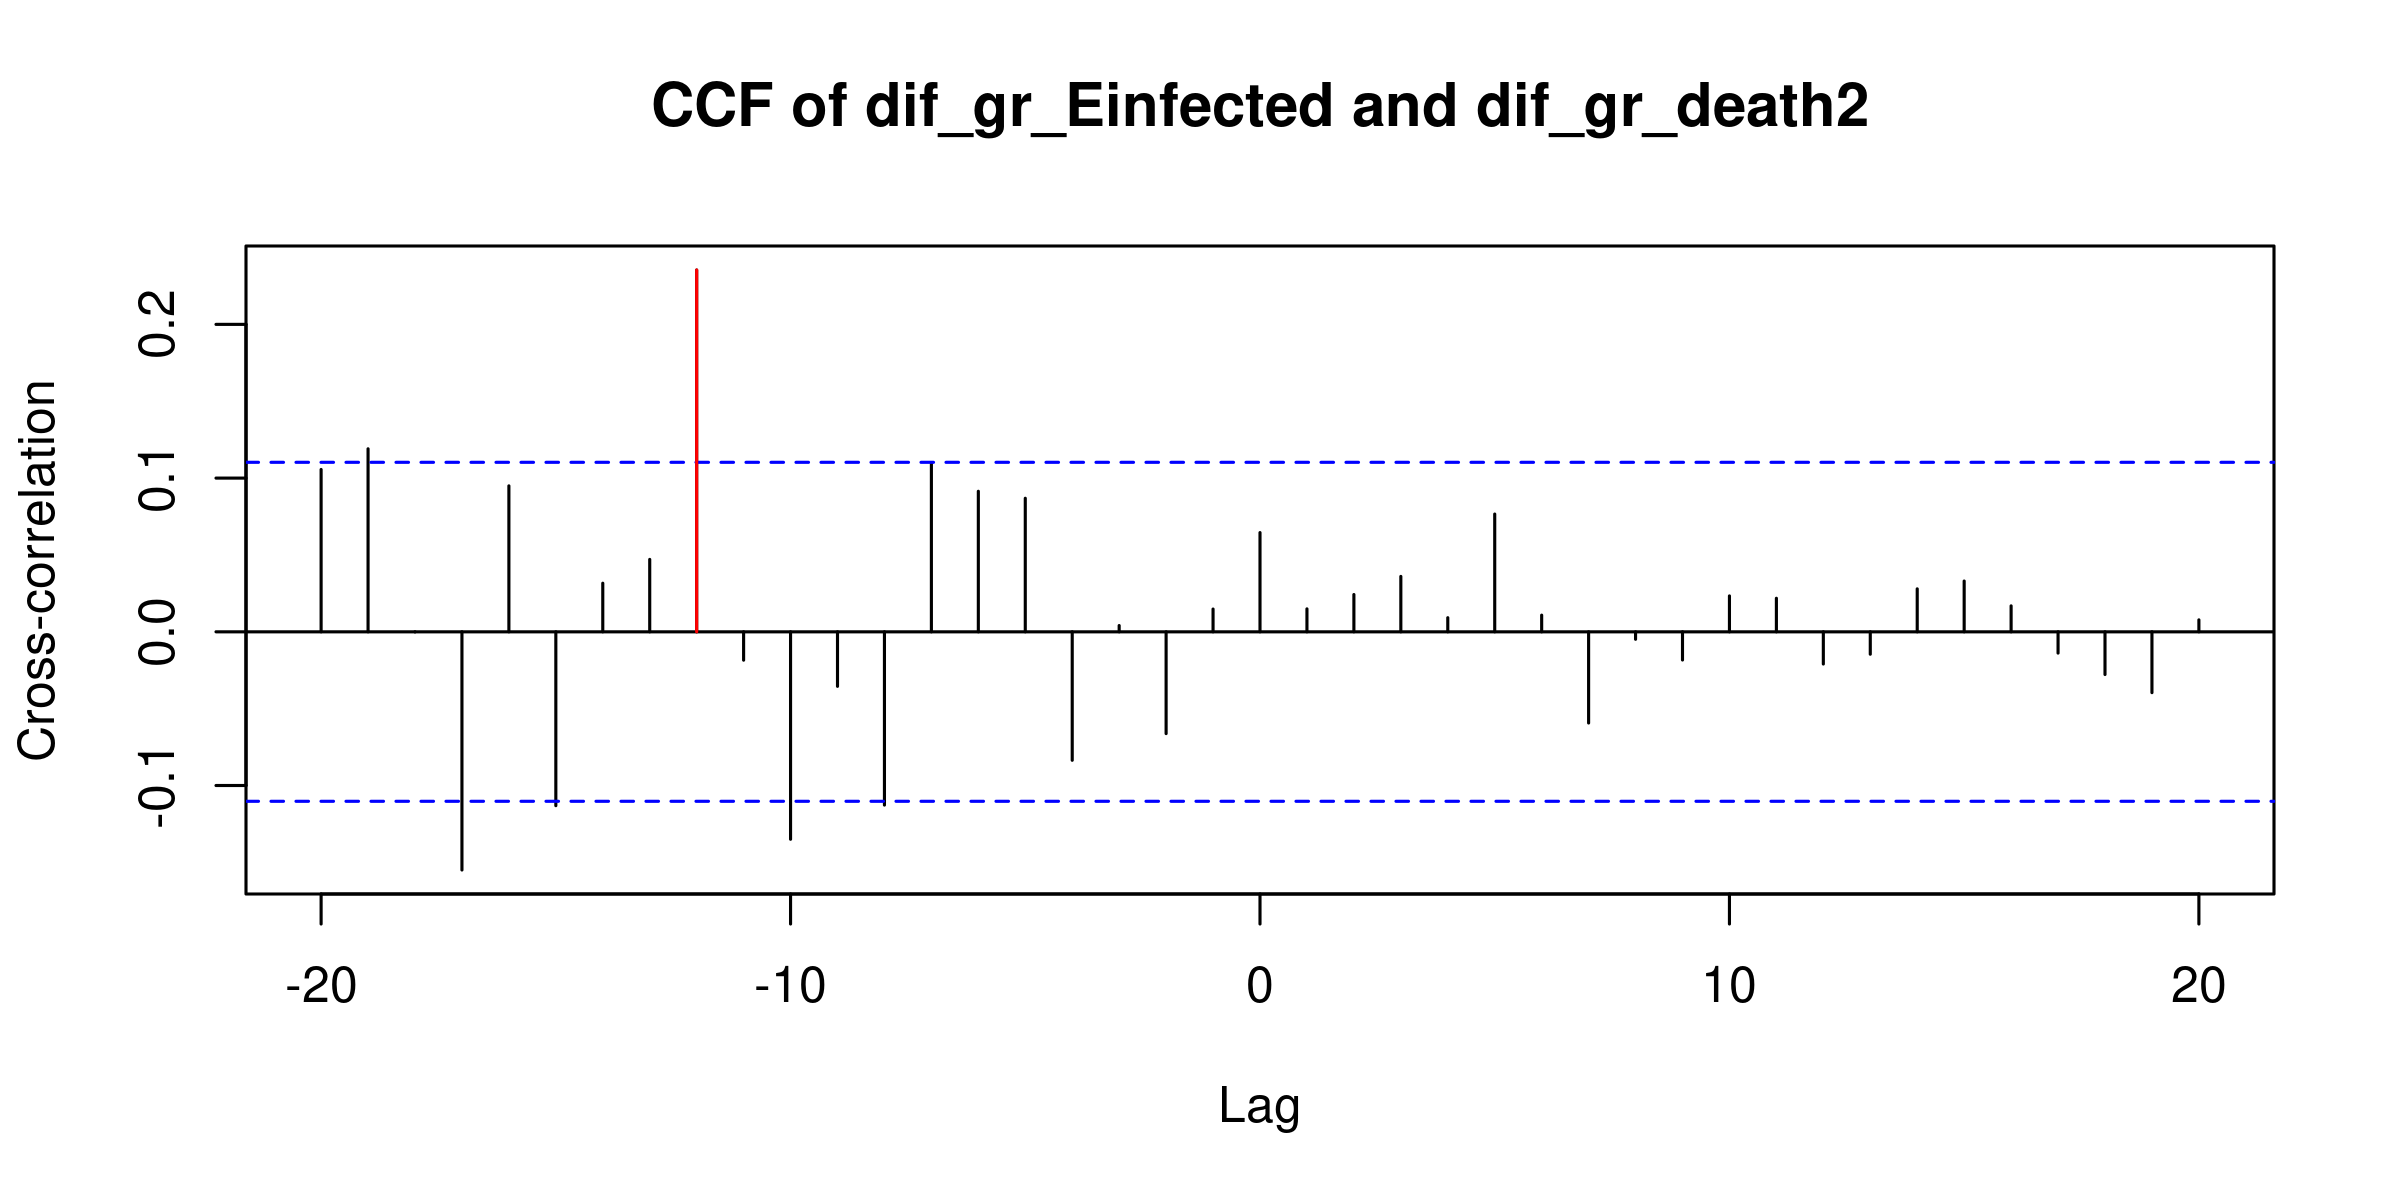 CCF of dif_gr_Einfected and dif_gr_death2
Cross-correlation
0.2
0.1
0.0
-0.1
-20 -10 0 10 20
Lag